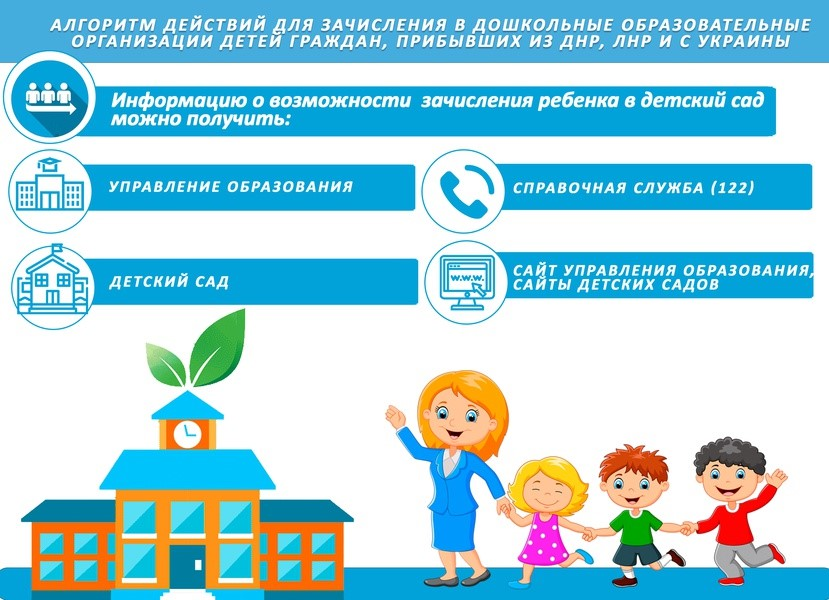 АЛГОРИТМ ДЕЙСТВИЙ ДЛЯ ЗАЧИСЛЕНИЯ В ДОШКОЛЬНЫЕ ОБРАЗОВАТЕЛЬНЫЕ
ОРГАНИЗАЦИИ ДЕТЕЙ ГРАЖДАН, ПРИБЫВШИХ ИЗ ДНР, ЛНР И С УКРАИНЫ
Информацию о возможности зачисления ребенка в детский сад
можно получить:
УПРАВЛЕНИЕ ОБРАЗОВАНИЯ
СПРАВОЧНАЯ СЛУЖБА (122)
ДЕТСКИЙ САД
www.
САЙТ УПРАВЛЕНИЯ ОБРАЗОВАНИЯ,
САЙТЫ ДЕТСКИХ САДОВ